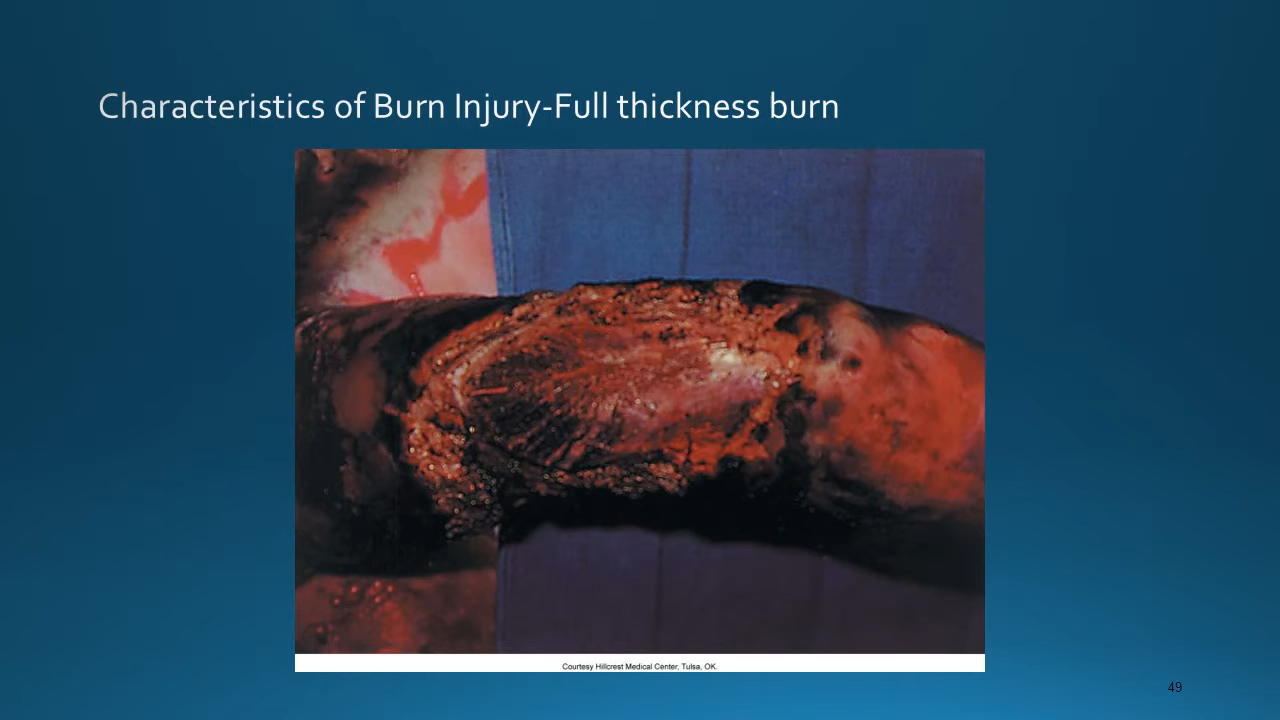 Characteristics of Burn Injury-Full thickness burn
Courtesy Hillcrest Medical Center, Tulsa, OK.
49